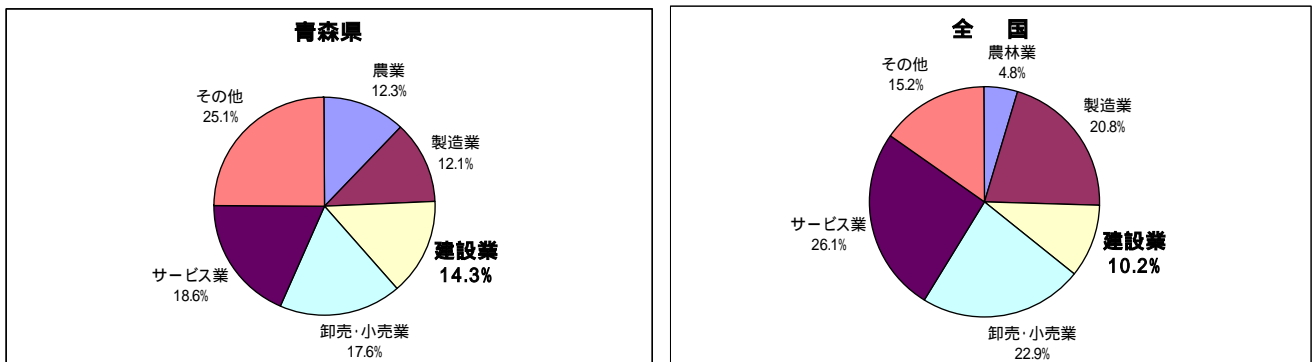 青森県
農業
12.3%
製造業
12.1%
建設業
14.3%
卸売・小売業
17.6%
サービス業
18.6%
その他
25.1%
全 国
農林業
4.8%
製造業
20.8%
建設業
10.2%
卸売・小売業
22.9%
サービス業
26.1%
その他
15.2%